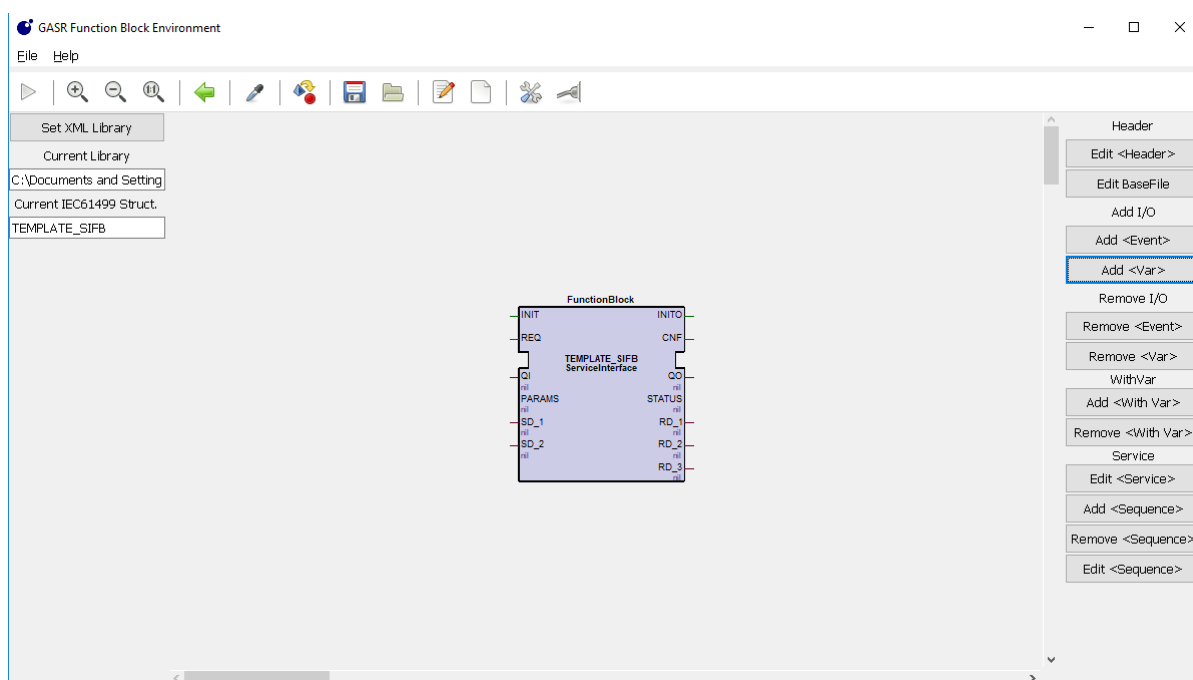 GASR Function Block Environment
File Help
1:1
Set XML Library
Current Library
C:\Documents and Setting
Current IEC61499 Struct.
TEMPLATE_SIFB
FunctionBlock
INIT INITO
REQ CNF
TEMPLATE_SIFB
ServiceInterface
QI QO
nil nil
PARAMS STATUS
nil nil
SD_1 RD_1
nil nil
SD_2 RD_2
nil nil
RD_3
nil
Header
Edit <Header>
Edit BaseFile
Add I/O
Add <Event>
Add <Var>
Remove I/O
Remove <Event>
Remove <Var>
WithVar
Add <With Var>
Remove <With Var>
Service
Edit <Service>
Add <Sequence>
Remove <Sequence>
Edit <Sequence>